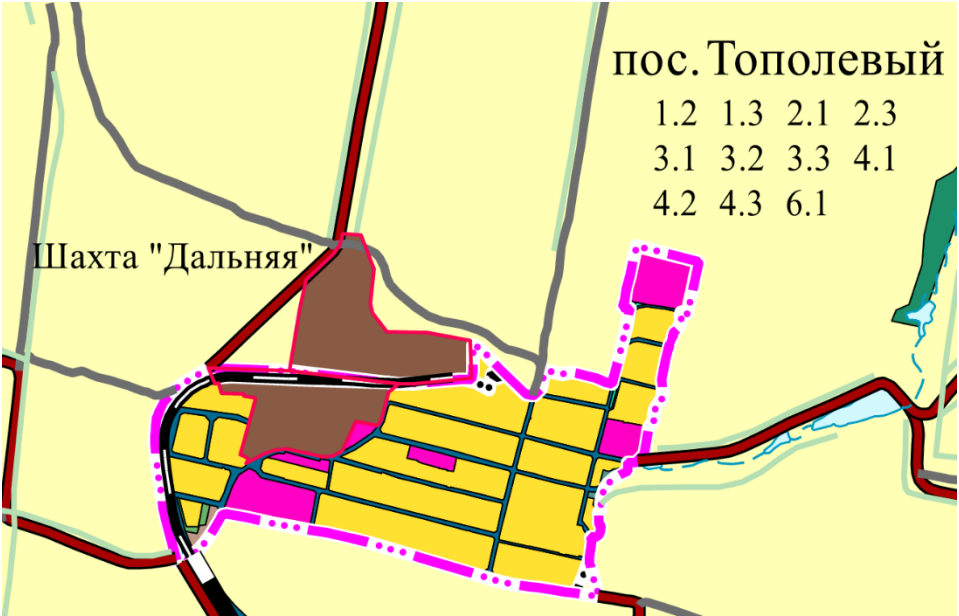 пос. Тополевый
1.2 1.3 2.1 2.3
3.1 3.2 3.3 4.1
4.2 4.3 6.1
Шахта "Дальняя"